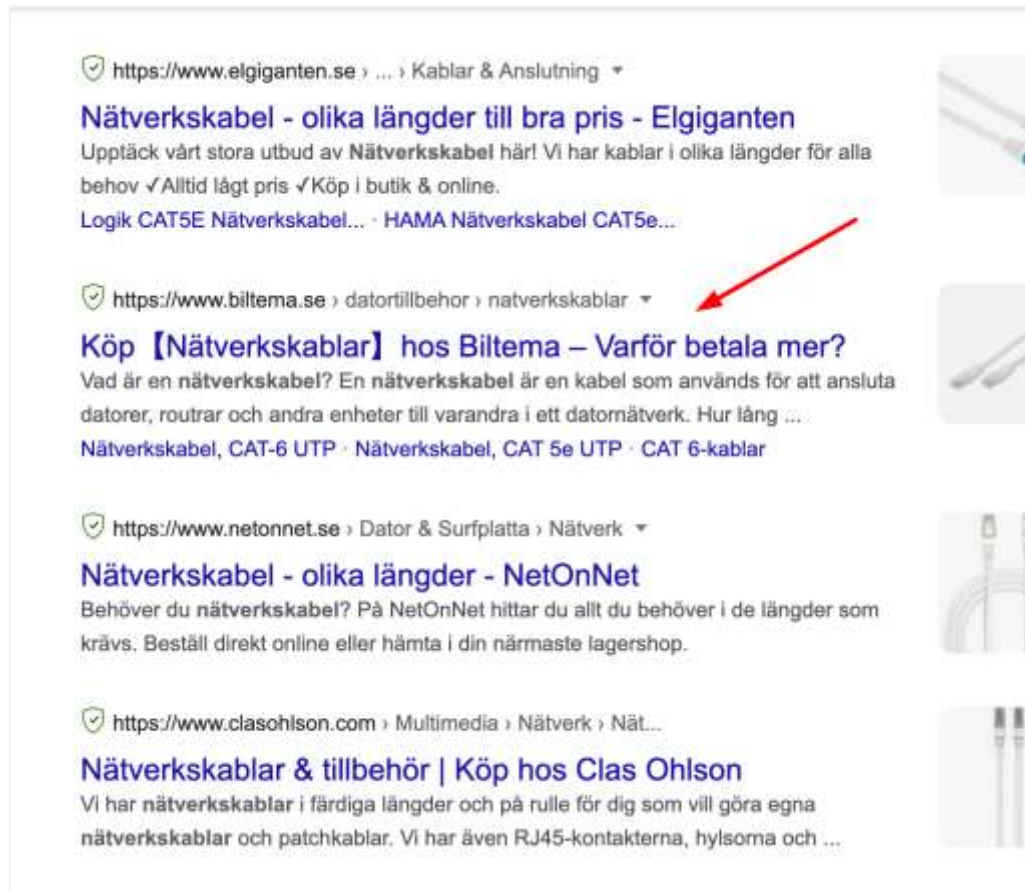 https://www.elgiganten.se › ... › Kablar & Anslutning
Nätverkskabel - olika längder till bra pris - Elgiganten
Upptäck vårt stora utbud av Nätverkskabel här! Vi har kablar i olika längder för alla
behov ✓Alltid lågt pris ✓Köp i butik & online.
Logik CAT5E Nätverkskabel... · HAMA Nätverkskabel CAT5e...
https://www.biltema.se › datortillbehor › natverkskablar
Köp【Nätverkskablar】hos Biltema – Varför betala mer?
Vad är en nätverkskabel? En nätverkskabel är en kabel som används för att ansluta
datorer, routrar och andra enheter till varandra i ett datornätverk. Hur lång ...
Nätverkskabel, CAT-6 UTP · Nätverkskabel, CAT 5e UTP · CAT 6-kablar
https://www.netonnet.se › Dator & Surfplatta › Nätverk
Nätverkskabel - olika längder - NetOnNet
Behöver du nätverkskabel? På NetOnNet hittar du allt du behöver i de längder som
krävs. Beställ direkt online eller hämta i din närmaste lagershop.
https://www.clasohlson.com › Multimedia › Nätverk › Nät...
Nätverkskablar & tillbehör | Köp hos Clas Ohlson
Vi har nätverkskablar i färdiga längder och på rulle för dig som vill göra egna
nätverkskablar och patchkablar. Vi har även RJ45-kontakterna, hylsorna och ...